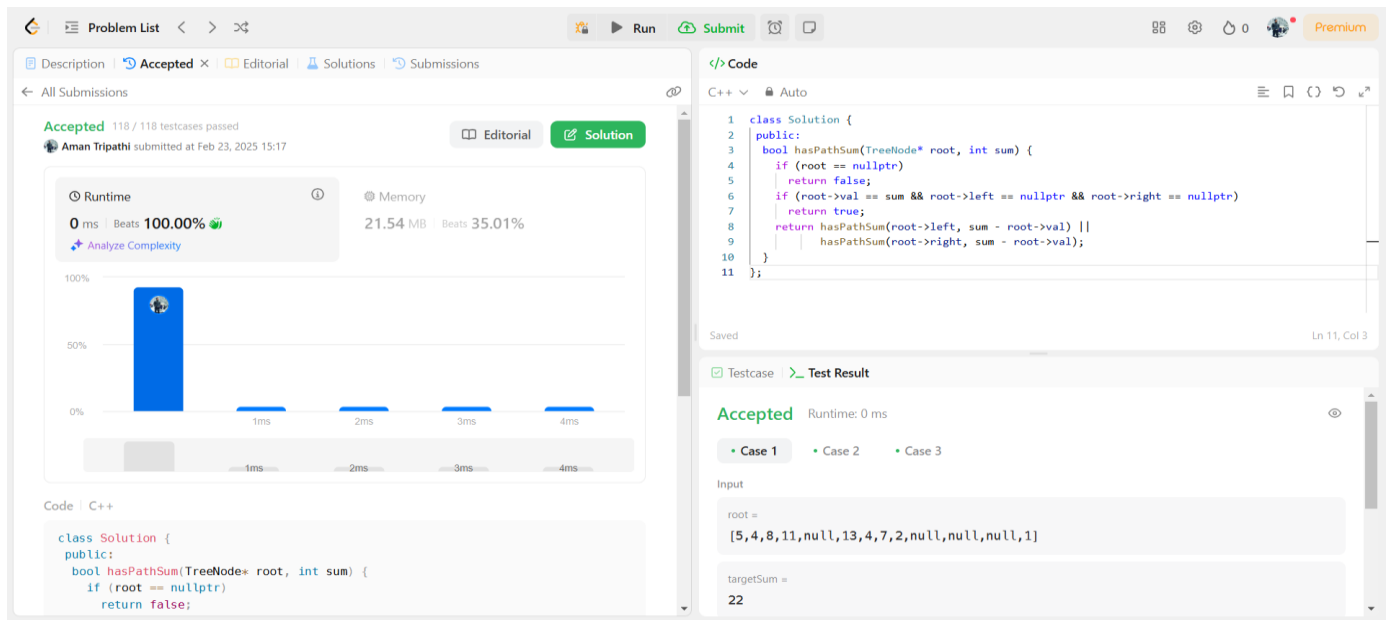 Problem List
Run
Submit
0
Premium
Description
Accepted
Editorial
Solutions
Submissions
All Submissions
Accepted 118 / 118 testcases passed
Aman Tripathi submitted at Feb 23, 2025 15:17
Editorial
Solution
Runtime
0 ms Beats 100.00%
Analyze Complexity
Memory
21.54 MB Beats 35.01%
100%
50%
0%
1ms 2ms 3ms 4ms
1ms 2ms 3ms 4ms
Code C++
class Solution {
public:
bool hasPathSum(TreeNode* root, int sum) {
if (root == nullptr)
return false;
</> Code
C++ Auto
1 class Solution {
2 public:
3 bool hasPathSum(TreeNode* root, int sum) {
4 if (root == nullptr)
5 return false;
6 if (root->val == sum && root->left == nullptr && root->right == nullptr)
7 return true;
8 return hasPathSum(root->left, sum - root->val) ||
9 hasPathSum(root->right, sum - root->val);
10 }
11 };
Saved
Ln 11, Col 3
Testcase
Test Result
Accepted Runtime: 0 ms
Case 1 Case 2 Case 3
Input
root =
[5,4,8,11,null,13,4,7,2,null,null,null,1]
targetSum =
22